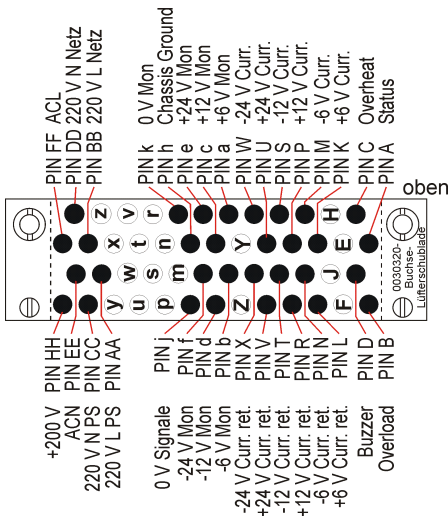 PIN FF ACL
PIN DD 220 V N Netz
PIN BB 220 V L Netz
PIN k 0 V Mon
PIN h Chassis Ground
PIN e +24 V Mon
PIN c +12 V Mon
PIN a +6 V Mon
PIN W -24 V Curr.
PIN U +24 V Curr.
PIN S -12 V Curr.
PIN P +12 V Curr.
PIN M -6 V Curr.
PIN K +6 V Curr.
PIN C Overheat
PIN A Status
oben
z v r H
x t n Y E
w s m J
y u p Z F
0030320-
Buchse-
Lüfterschublade
+200 V PIN HH
ACN PIN EE
220 V N PS PIN CC
220 V L PS PIN AA
0 V Signale PIN j
-24 V Mon PIN f
-12 V Mon PIN d
-6 V Mon PIN b
-24 V Curr. ret. PIN X
+24 V Curr. ret. PIN V
-12 V Curr. ret. PIN T
+12 V Curr. ret. PIN R
-6 V Curr. ret. PIN N
+6 V Curr. ret. PIN L
Buzzer PIN D
Overload PIN B